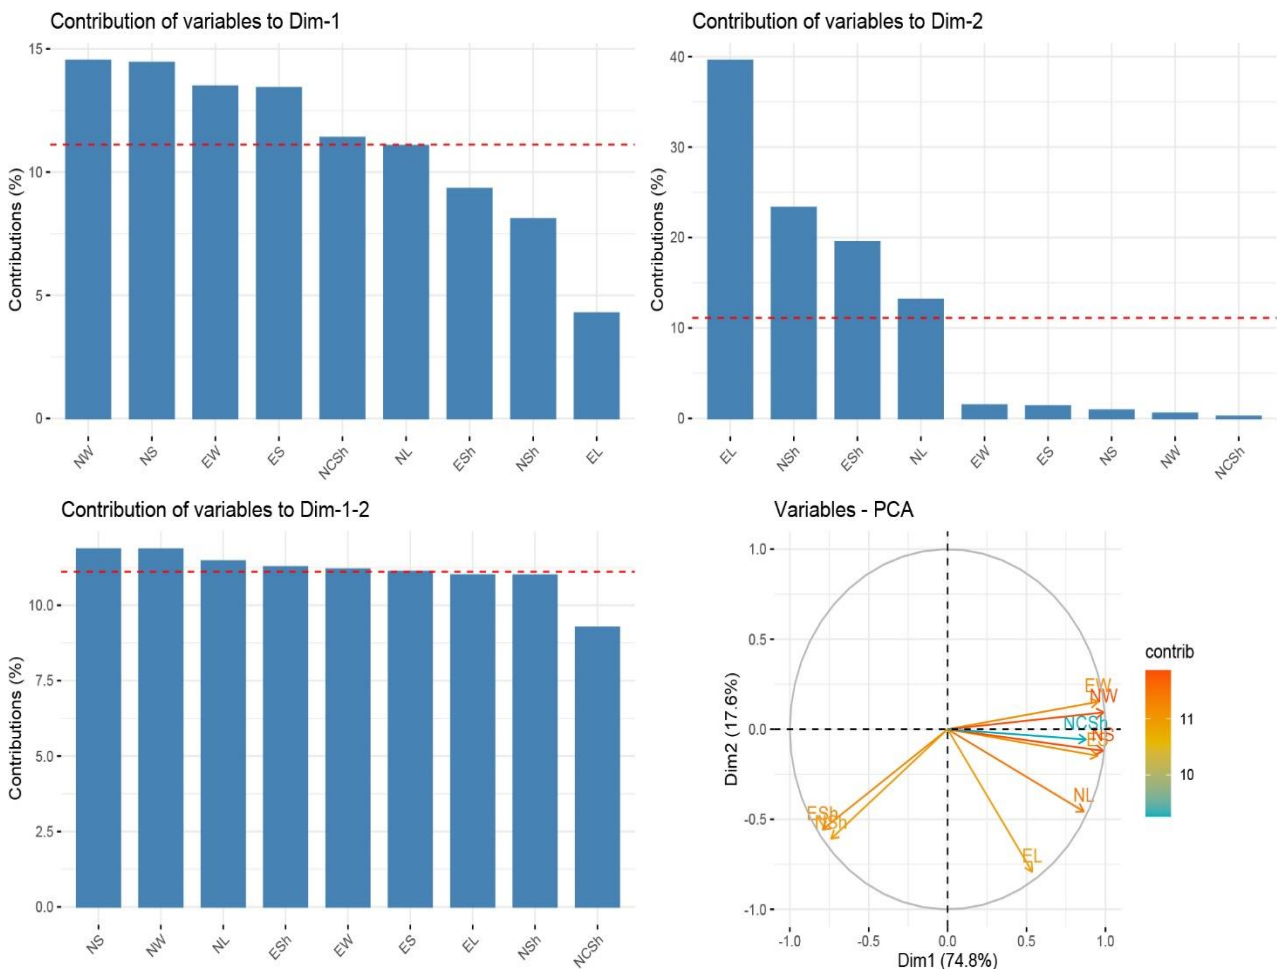 Contribution of variables to Dim-1
Contributions (%)
15
10
5
0
NW NS EW ES NCSh NL ESh NSh EL
Contribution of variables to Dim-2
Contributions (%)
40
30
20
10
0
EL NSh ESh NL EW ES NS NW NCSh
Contribution of variables to Dim-1-2
Contributions (%)
10.0
7.5
5.0
2.5
0.0
NS NW NL ESh EW ES EL NSh NCSh
Variables - PCA
Dim2 (17.6%)
1.0
0.5
0.0
-0.5
-1.0
EW
NW
NCSh
NS
ES
NL
ESh
NSh
EL
-1.0 -0.5 0.0 0.5 1.0
Dim1 (74.8%)
contrib
11
10